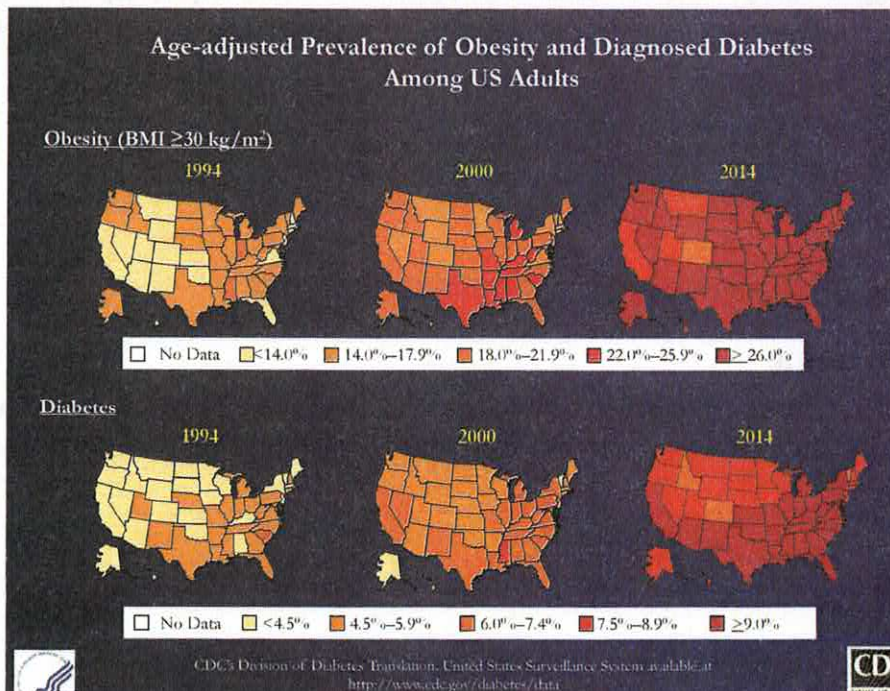 Age-adjusted Prevalence of Obesity and Diagnosed Diabetes
Among US Adults
Obesity (BMI ≥30 kg/m²)
1994 2000 2014
No Data <14.0% 14.0%–17.9% 18.0%–21.9% 22.0%–25.9% ≥ 26.0%
Diabetes
1994 2000 2014
No Data <4.5% 4.5%–5.9% 6.0%–7.4% 7.5%–8.9% ≥9.0%
CDC's Division of Diabetes Translation. United States Surveillance System available at
http://www.cdc.gov/diabetes/data
CD